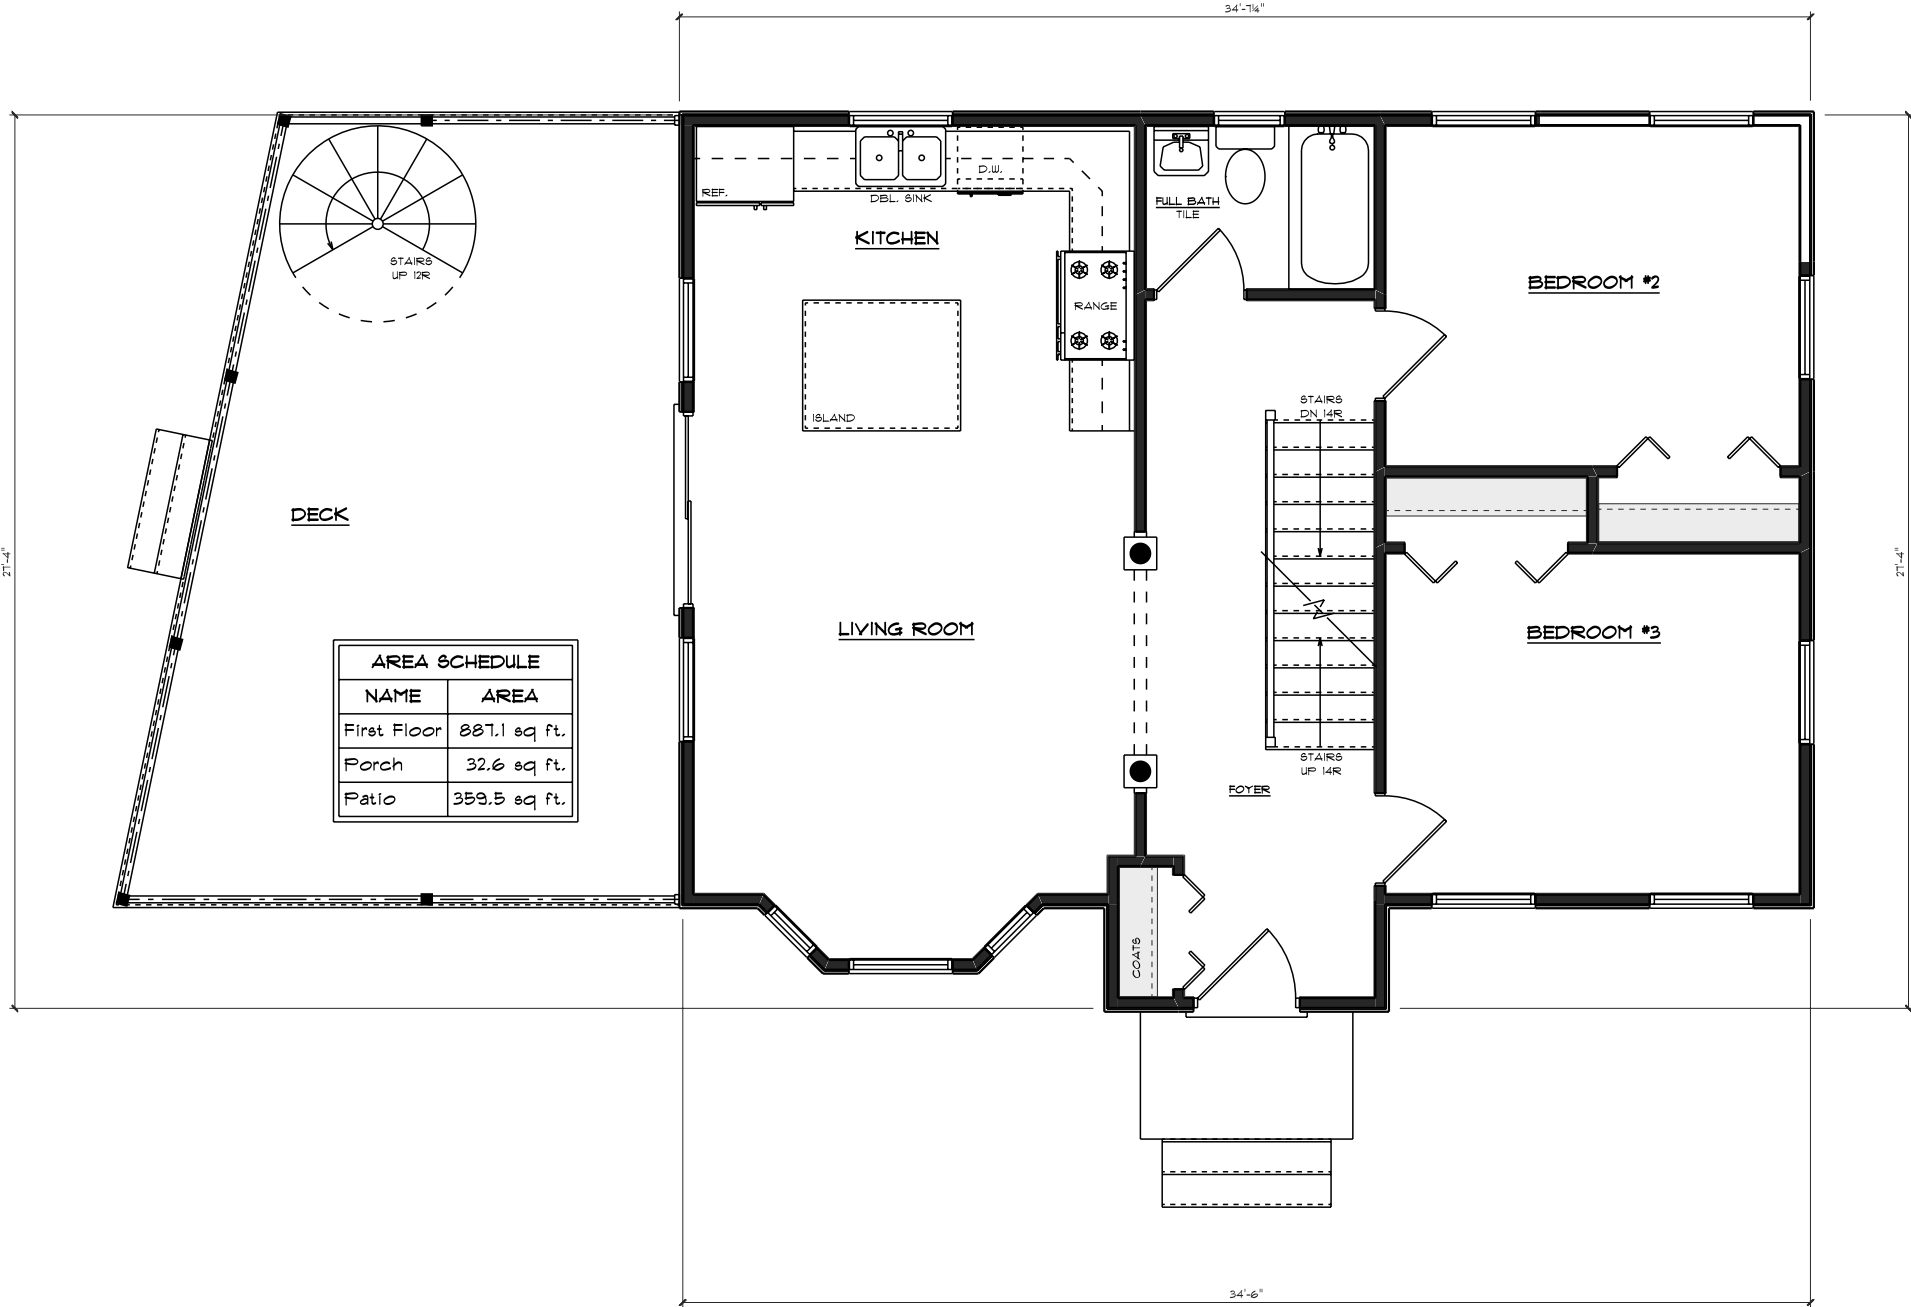 34'-7¼"
REF.
DBL. SINK
D.W.
FULL BATH
TILE
KITCHEN
STAIRS
UP 12R
RANGE
BEDROOM #2
ISLAND
STAIRS
DN 14R
DECK
27'-4"
27'-4"
LIVING ROOM
BEDROOM #3
AREA SCHEDULE
NAME AREA
First Floor 887.1 sq ft.
Porch 32.6 sq ft.
Patio 359.5 sq ft.
STAIRS
UP 14R
FOYER
COATS
34'-6"